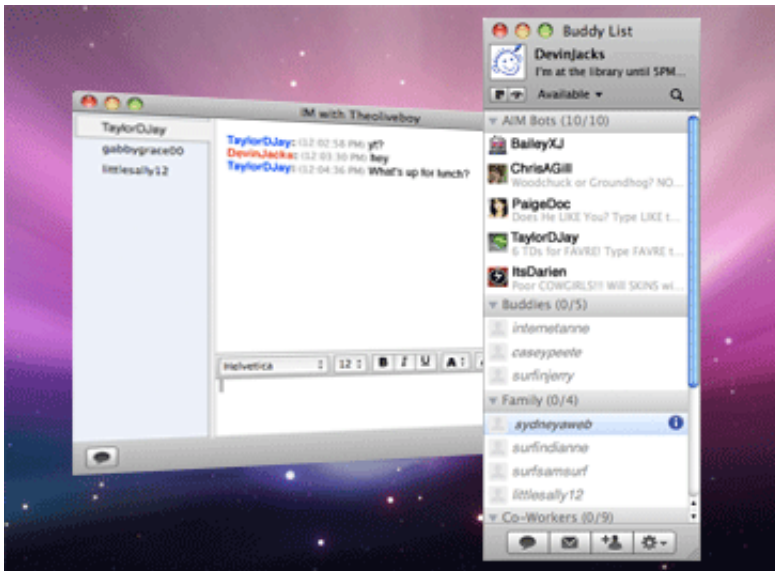 IM with Theoliveboy
TaylorDJay
gabbygrace00
littlesally12
TaylorDJay: (12:02:58 PM) yt?
DevinJacks: (12:03:30 PM) hey
TaylorDJay: (12:04:36 PM) What's up for lunch?
Helvetica 12 B I U A
Buddy List
DevinJacks
I'm at the library until 5PM...
Available
AIM Bots (10/10)
BaileyXJ
ChrisAGill
Woodchuck or Groundhog? NO...
PaigeDoc
Does He LIKE You? Type LIKE t...
TaylorDJay
6 TDs for FAVRE! Type FAVRE t...
ItsDarien
Poor COWGIRLS!!! Will SKINS wi...
Buddies (0/5)
internetanne
caseypeete
surfinjerry
Family (0/4)
sydneyaweb
surfindianne
surfsamsurf
littlesally12
Co-Workers (0/9)